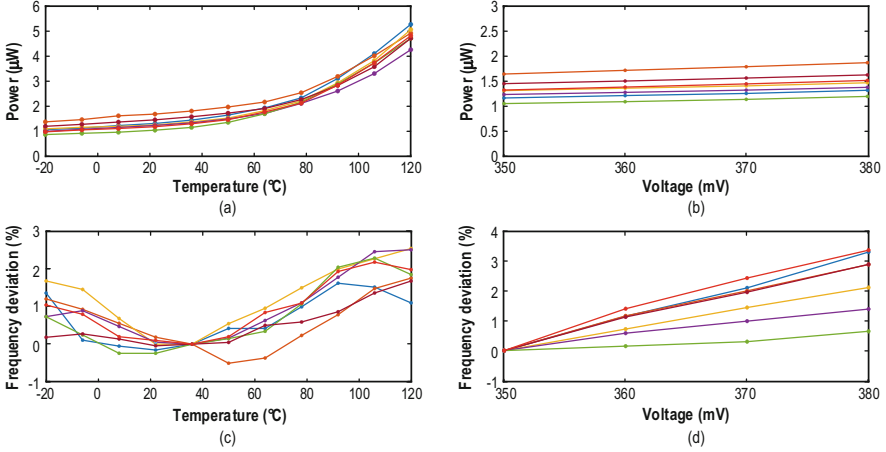 6
5
4
3
2
1
0
Power (µW)
-20 0 20 40 60 80 100 120
Temperature (°C)
(a)
3
2.5
2
1.5
1
0.5
0
Power (µW)
350 360 370 380
Voltage (mV)
(b)
3
2
1
0
-1
Frequency deviation (%)
-20 0 20 40 60 80 100 120
Temperature (°C)
(c)
4
3
2
1
0
-1
Frequency deviation (%)
350 360 370 380
Voltage (mV)
(d)